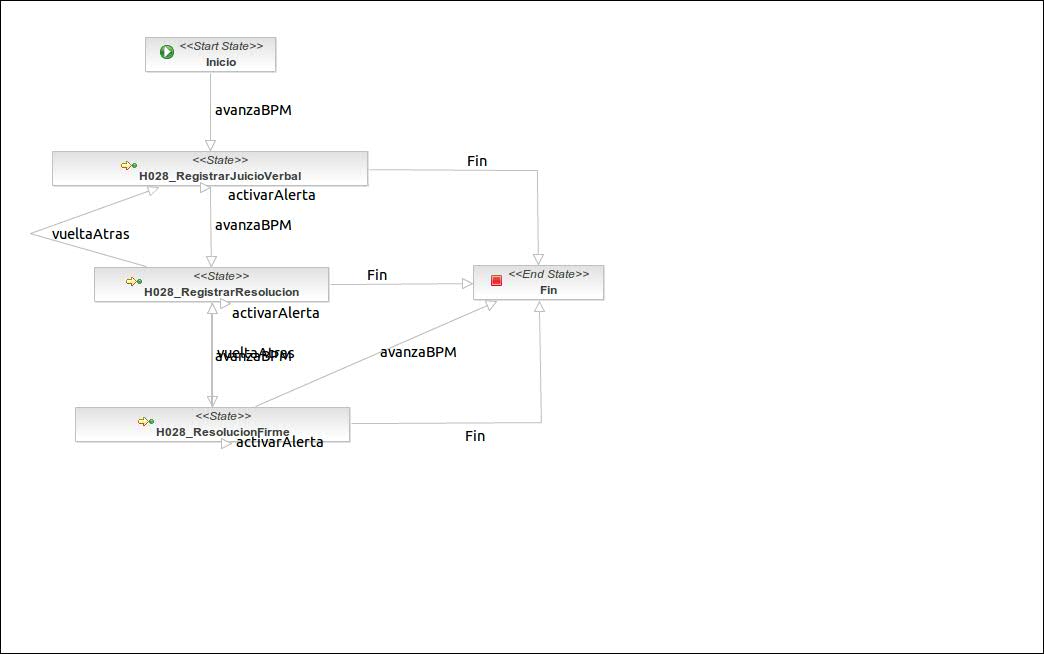 <<Start State>>
Inicio
avanzaBPM
<<State>>
H028_RegistrarJuicioVerbal
Fin
activarAlerta
avanzaBPM
vueltaAtras
<<State>>
H028_RegistrarResolucion
Fin
<<End State>>
Fin
activarAlerta
vueltaAtras
avanzaBPM
avanzaBPM
<<State>>
H028_ResolucionFirme
activarAlerta
Fin